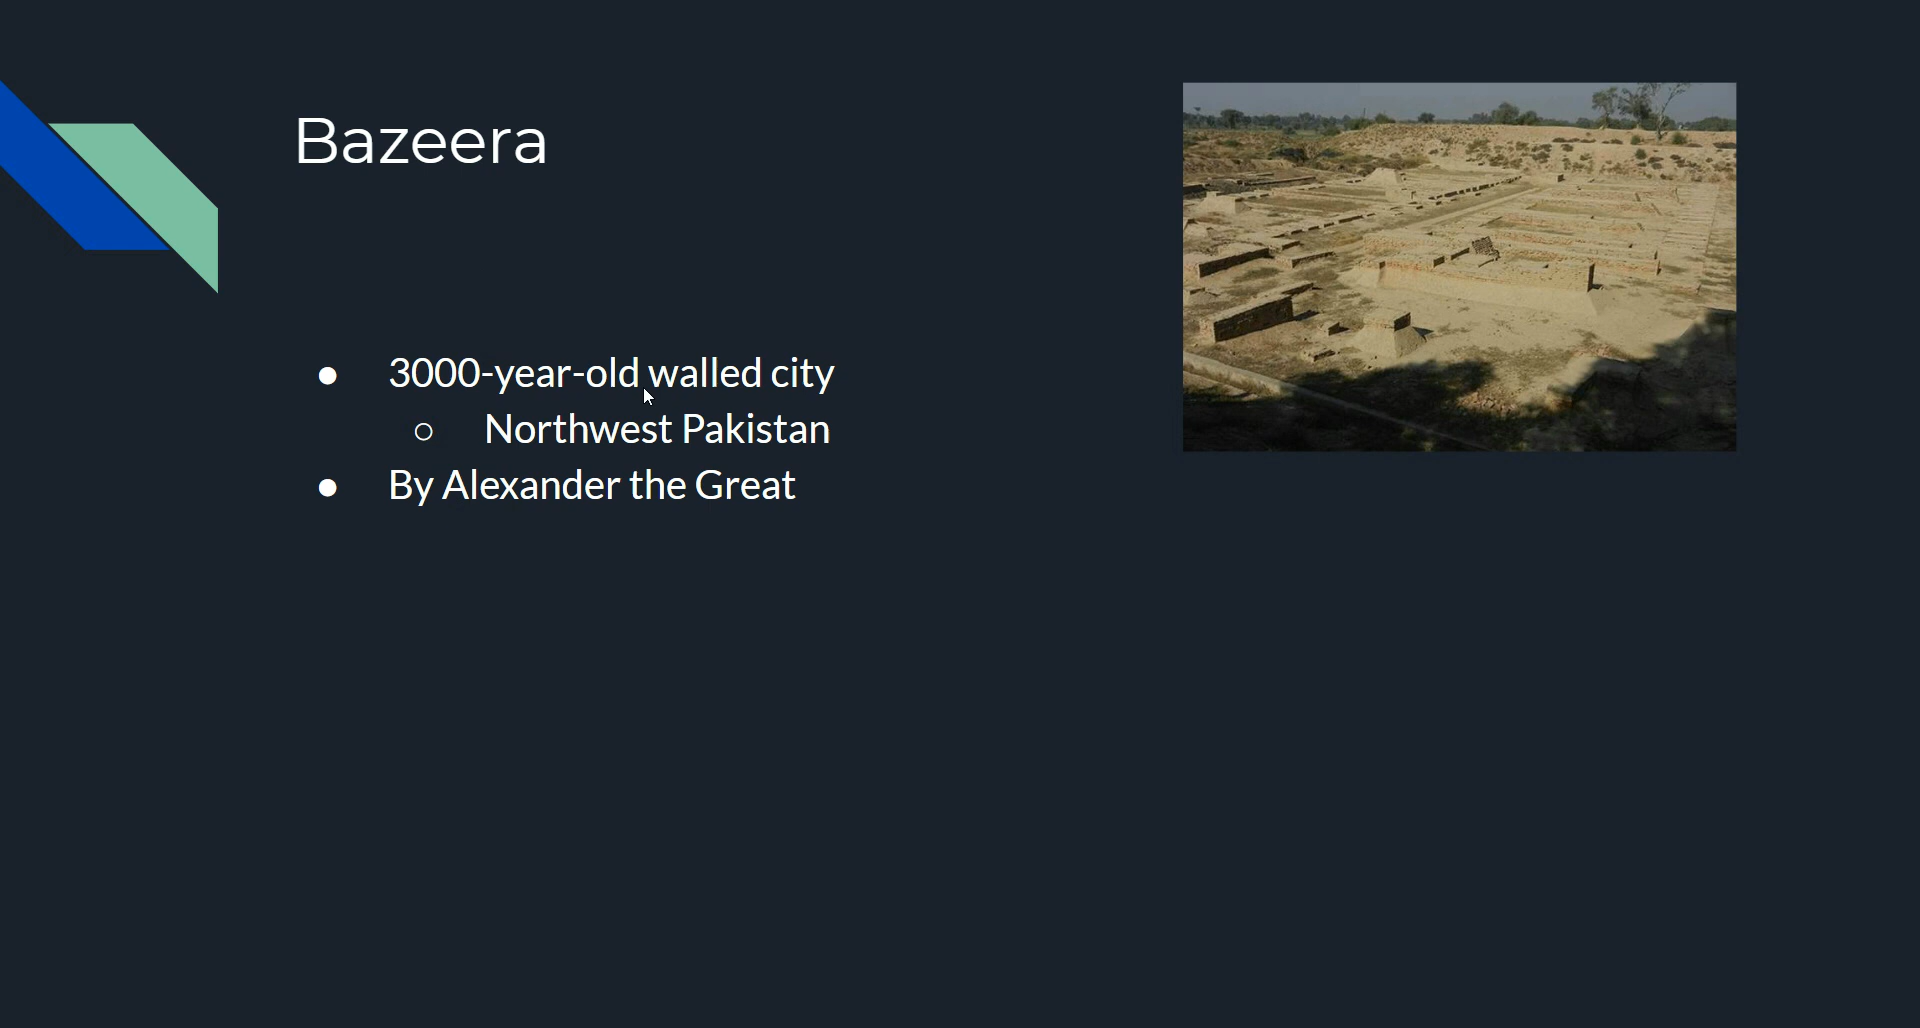 Bazeera
● 3000-year-old walled city
○ Northwest Pakistan
● By Alexander the Great